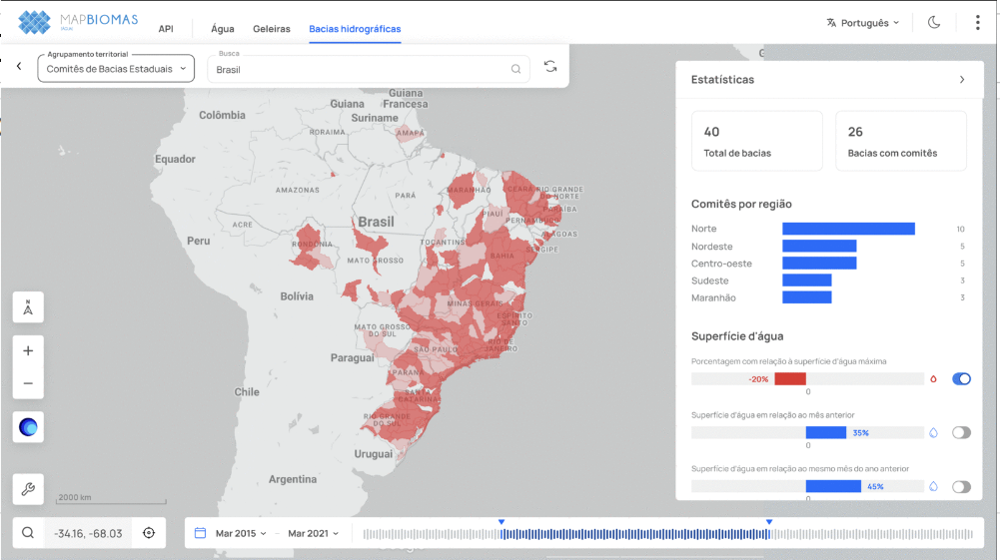 MAPBIOMAS
API
Água
Geleiras
Bacias hidrográficas
Português
Agrupamento territorial
Comitês de Bacias Estaduais
Busca
Brasil
Estatísticas
40
Total de bacias
26
Bacias com comitês
Comitês por região
Norte 10
Nordeste 5
Centro-oeste 5
Sudeste 3
Maranhão 3
Superfície d'água
Porcentagem com relação à superfície d'água máxima
-20%
0
Superfície d'água em relação ao mês anterior
35%
0
Superfície d'água em relação ao mesmo mês do ano anterior
45%
0
Guiana
Guiana
Francesa
Suriname
Colômbia
RORAIMA
AMAPÁ
Equador
AMAZONAS
PARÁ
MARANHÃO
CEARÁ
RIO GRANDE
DO NORTE
PARAÍBA
PIAUÍ
PERNAMBUCO
ALAGOAS
SERGIPE
Brasil
ACRE
Peru
RONDÔNIA
TOCANTINS
MATO GROSSO
BAHIA
Bolívia
MINAS GERAIS
ESPÍRITO
SANTO
MATO GROSSO
DO SUL
RIO DE
JANEIRO
SÃO PAULO
Paraguai
PARANÁ
Chile
SANTA
CATARINA
RIO GRANDE
DO SUL
Uruguai
Argentina
N
2000 km
-34.16, -68.03
Mar 2015
Mar 2021